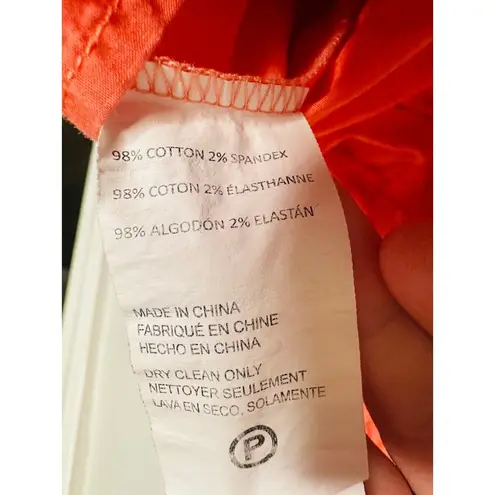 98% COTTON 2% SPANDEX
98% COTON 2% ÉLASTHANNE
98% ALGODÓN 2% ELASTÁN
MADE IN CHINA
FABRIQUÉ EN CHINE
HECHO EN CHINA
DRY CLEAN ONLY
NETTOYER SEULEMENT
LAVA EN SECO, SOLAMENTE
P